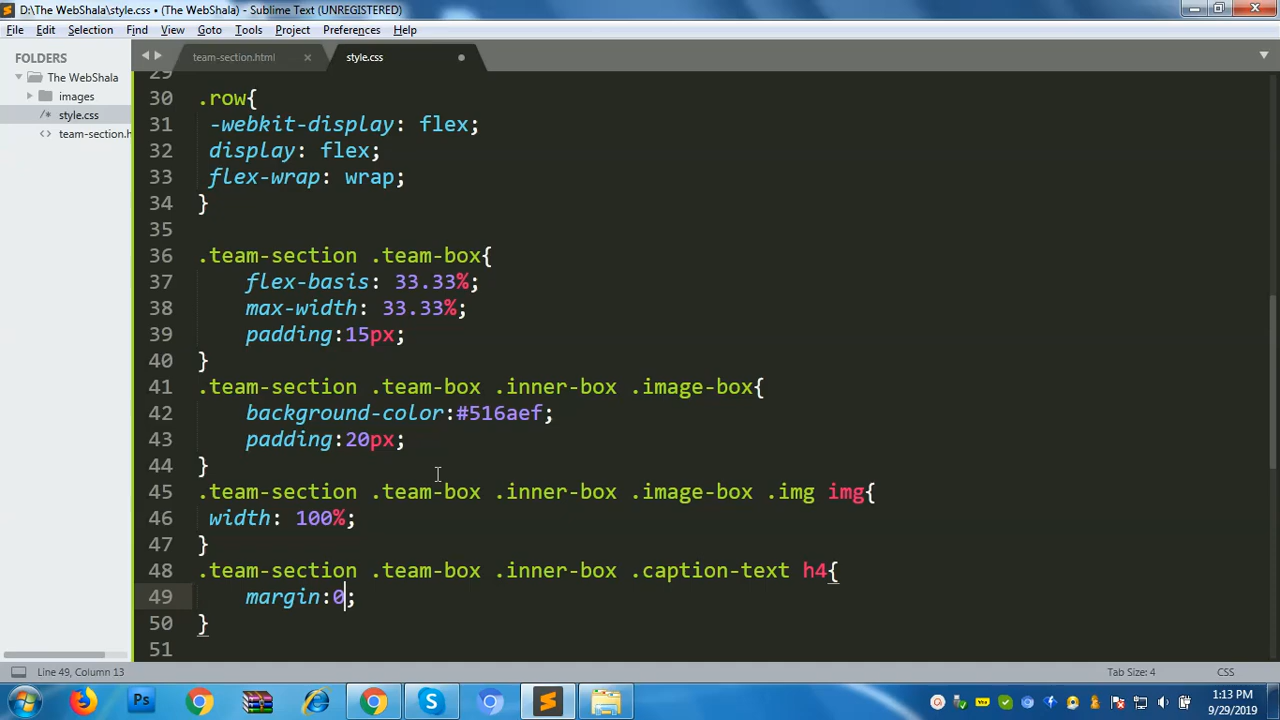 D:\The WebShala\style.css • (The WebShala) - Sublime Text (UNREGISTERED)
File Edit Selection Find View Goto Tools Project Preferences Help
FOLDERS
The WebShala
images
style.css
team-section.h
team-section.html ×
style.css
29
30 .row{
31 -webkit-display: flex;
32 display: flex;
33 flex-wrap: wrap;
34 }
35
36 .team-section .team-box{
37 flex-basis: 33.33%;
38 max-width: 33.33%;
39 padding:15px;
40 }
41 .team-section .team-box .inner-box .image-box{
42 background-color:#516aef;
43 padding:20px;
44 }
45 .team-section .team-box .inner-box .image-box .img img{
46 width: 100%;
47 }
48 .team-section .team-box .inner-box .caption-text h4{
49 margin:0;
50 }
51
Line 49, Column 13
Tab Size: 4
CSS
Ps
1:13 PM
9/29/2019